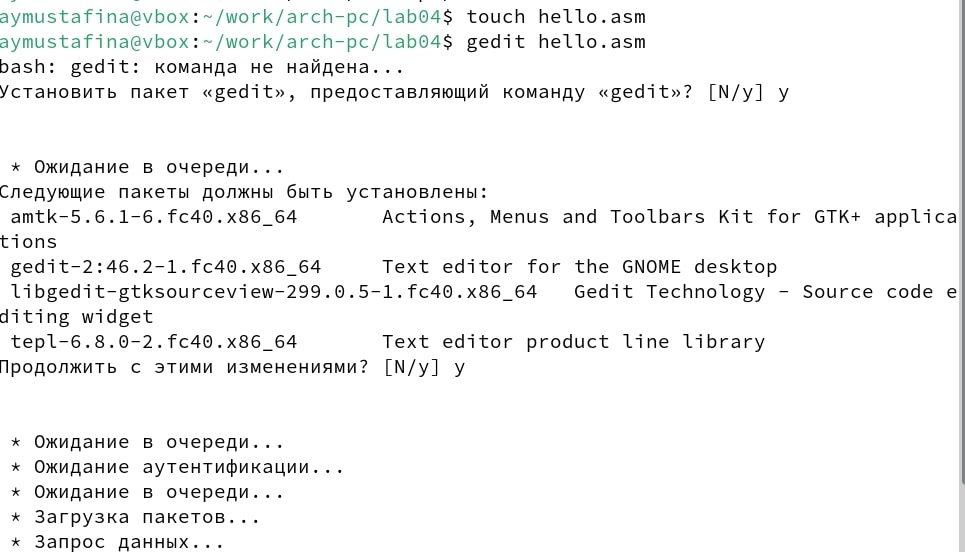 aymustafina@vbox:~/work/arch-pc/lab04$ touch hello.asm
aymustafina@vbox:~/work/arch-pc/lab04$ gedit hello.asm
bash: gedit: команда не найдена...
Установить пакет «gedit», предоставляющий команду «gedit»? [N/y] y
* Ожидание в очереди...
Следующие пакеты должны быть установлены:
amtk-5.6.1-6.fc40.x86_64 Actions, Menus and Toolbars Kit for GTK+ applica
tions
gedit-2:46.2-1.fc40.x86_64 Text editor for the GNOME desktop
libgedit-gtksourceview-299.0.5-1.fc40.x86_64 Gedit Technology - Source code e
diting widget
tepl-6.8.0-2.fc40.x86_64 Text editor product line library
Продолжить с этими изменениями? [N/y] y
* Ожидание в очереди...
* Ожидание аутентификации...
* Ожидание в очереди...
* Загрузка пакетов...
* Запрос данных...